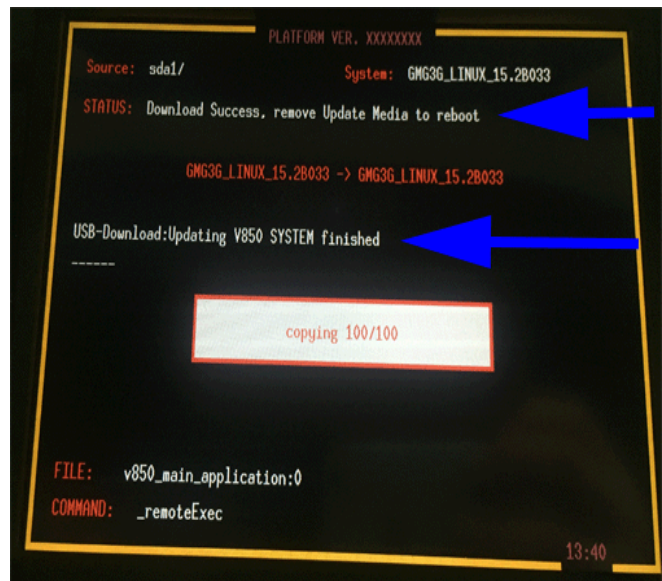 PLATFORM VER. XXXXXXXX
Source: sda1/ System: GMG3G_LINUX_15.2B033
STATUS: Download Success, remove Update Media to reboot
GMG3G_LINUX_15.2B033 -> GMG3G_LINUX_15.2B033
USB-Download:Updating V850 SYSTEM finished
------
copying 100/100
FILE: v850_main_application:0
COMMAND: _remoteExec
13:40